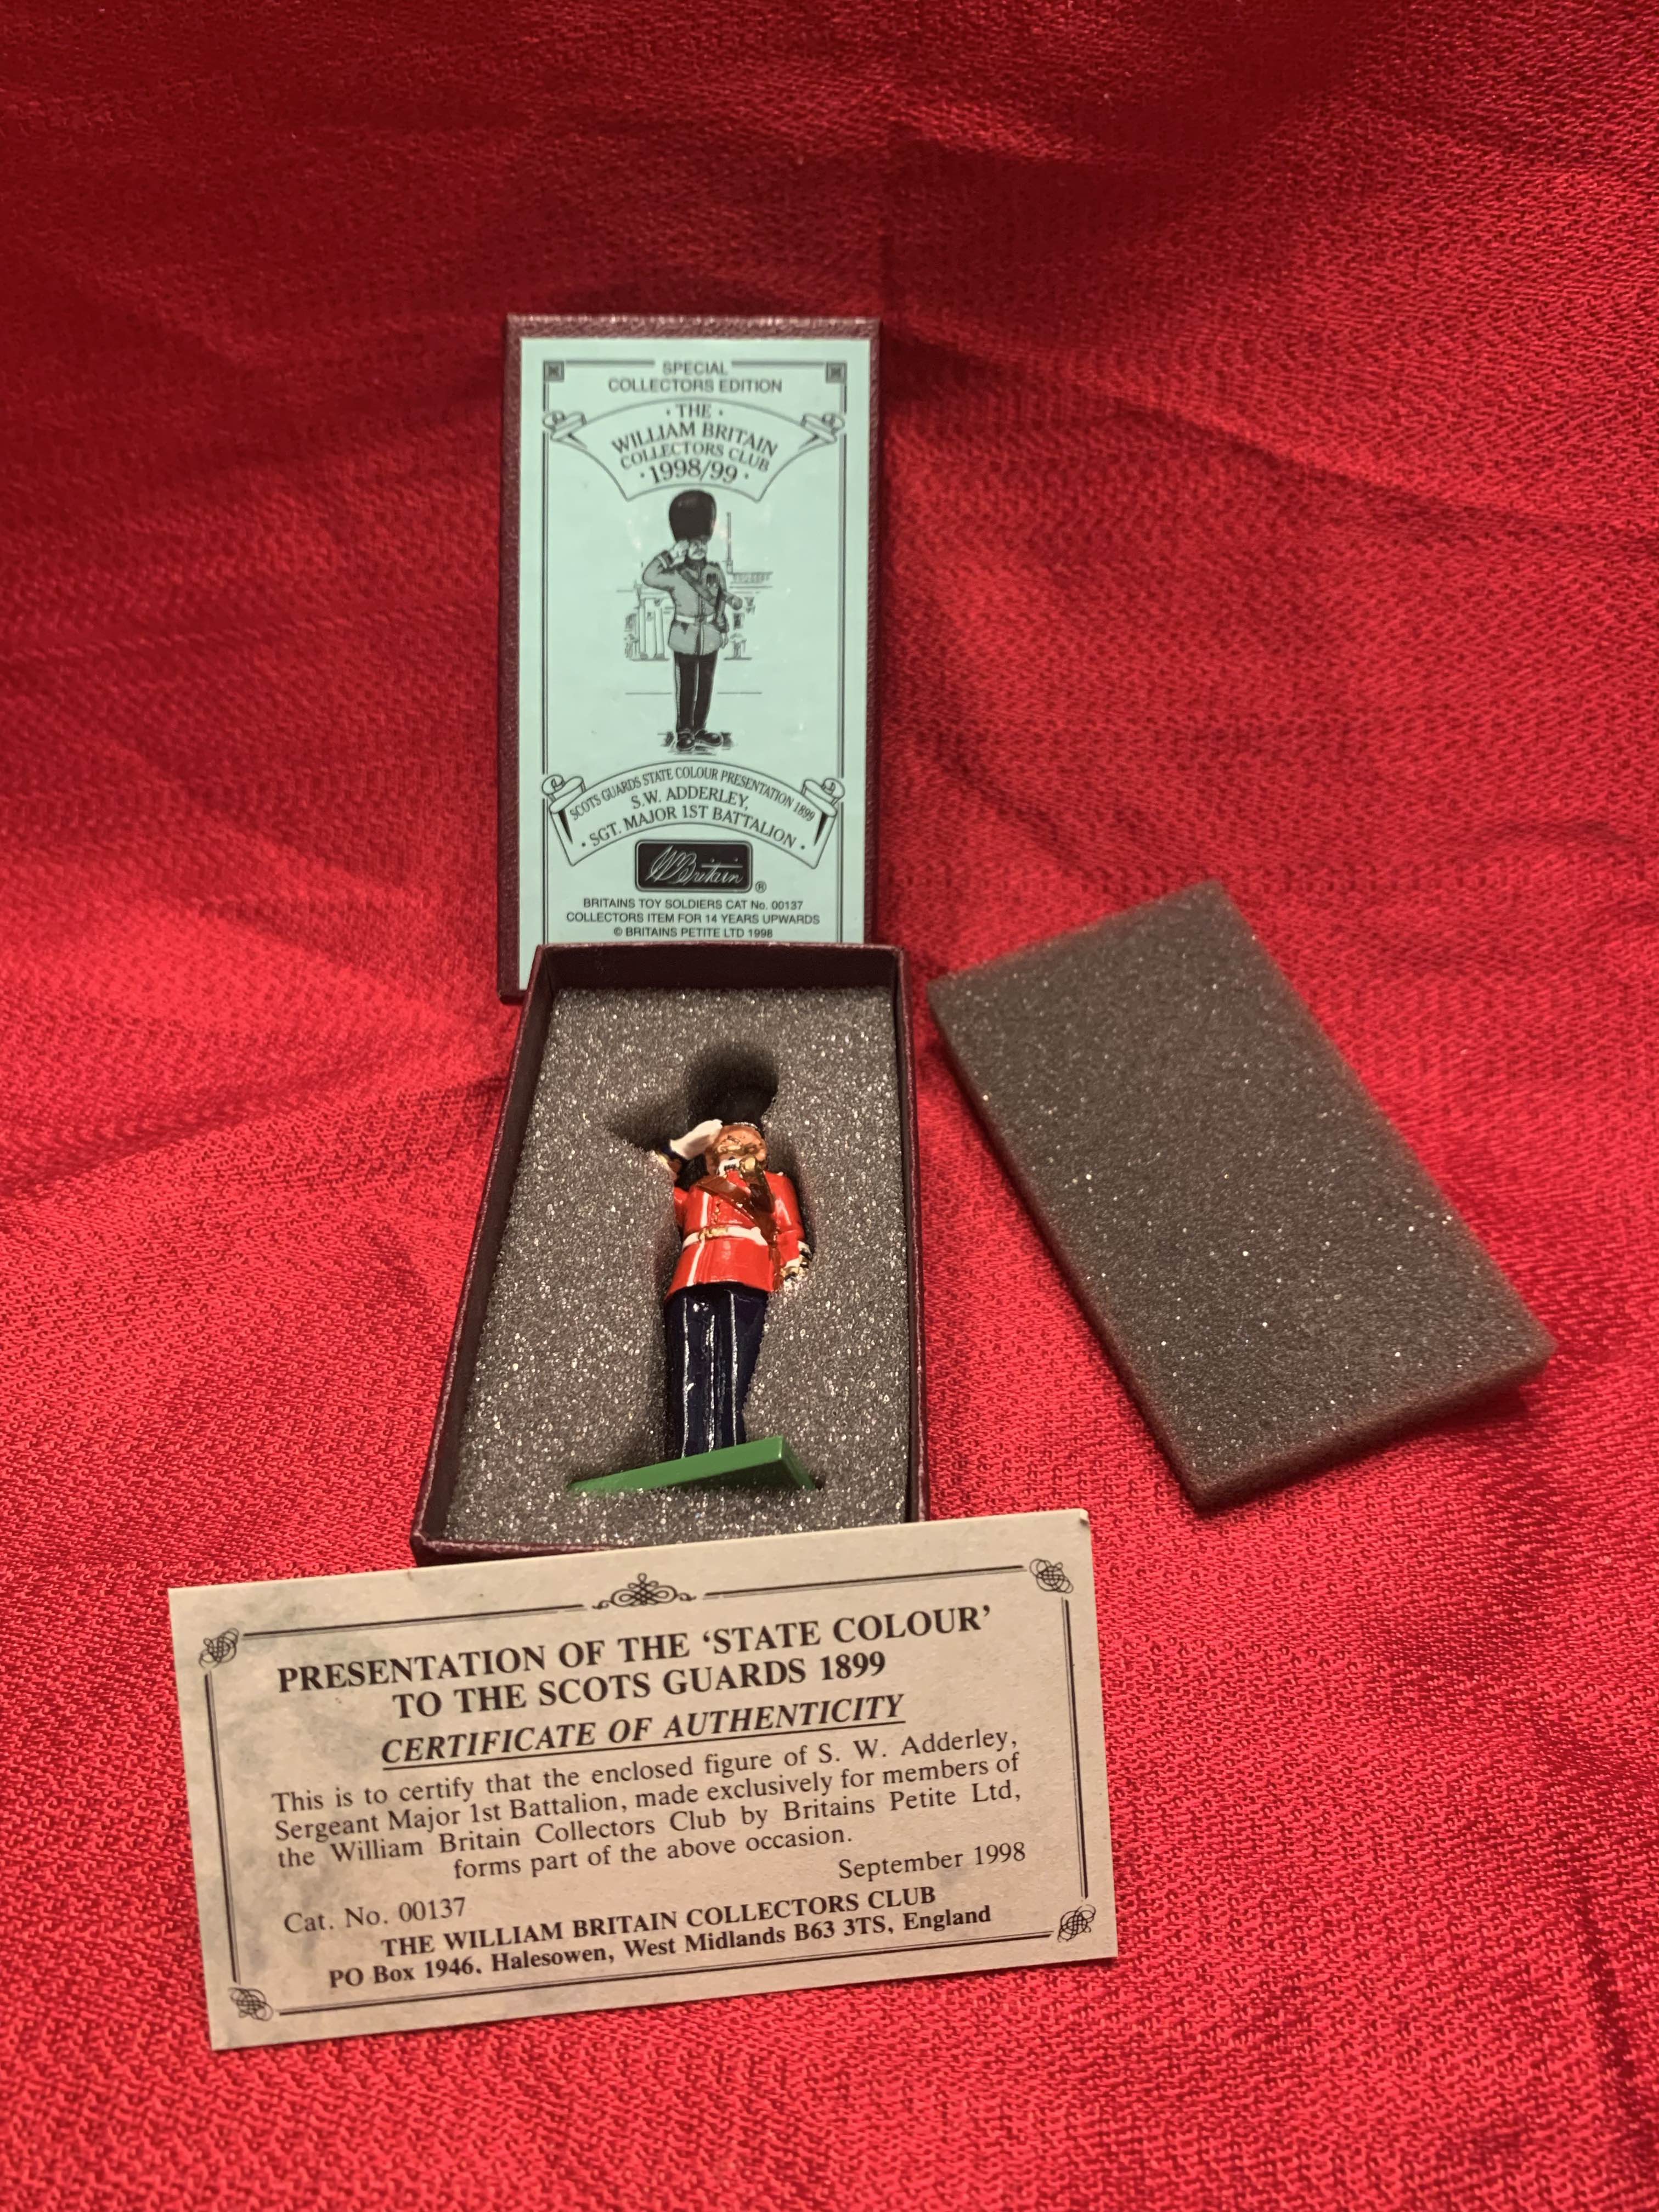 SPECIAL
COLLECTORS EDITION
· THE ·
WILLIAM BRITAIN
COLLECTORS CLUB
· 1998/99 ·
SCOTS GUARDS STATE COLOUR PRESENTATION 1899
S.W. ADDERLEY,
· SGT. MAJOR 1ST BATTALION ·
WBritain ®
BRITAINS TOY SOLDIERS CAT No. 00137
COLLECTORS ITEM FOR 14 YEARS UPWARDS
© BRITAINS PETITE LTD 1998
PRESENTATION OF THE ‘STATE COLOUR’
TO THE SCOTS GUARDS 1899
CERTIFICATE OF AUTHENTICITY
This is to certify that the enclosed figure of S. W. Adderley,
Sergeant Major 1st Battalion, made exclusively for members of
the William Britain Collectors Club by Britains Petite Ltd,
forms part of the above occasion.
September 1998
Cat. No. 00137
THE WILLIAM BRITAIN COLLECTORS CLUB
PO Box 1946, Halesowen, West Midlands B63 3TS, England